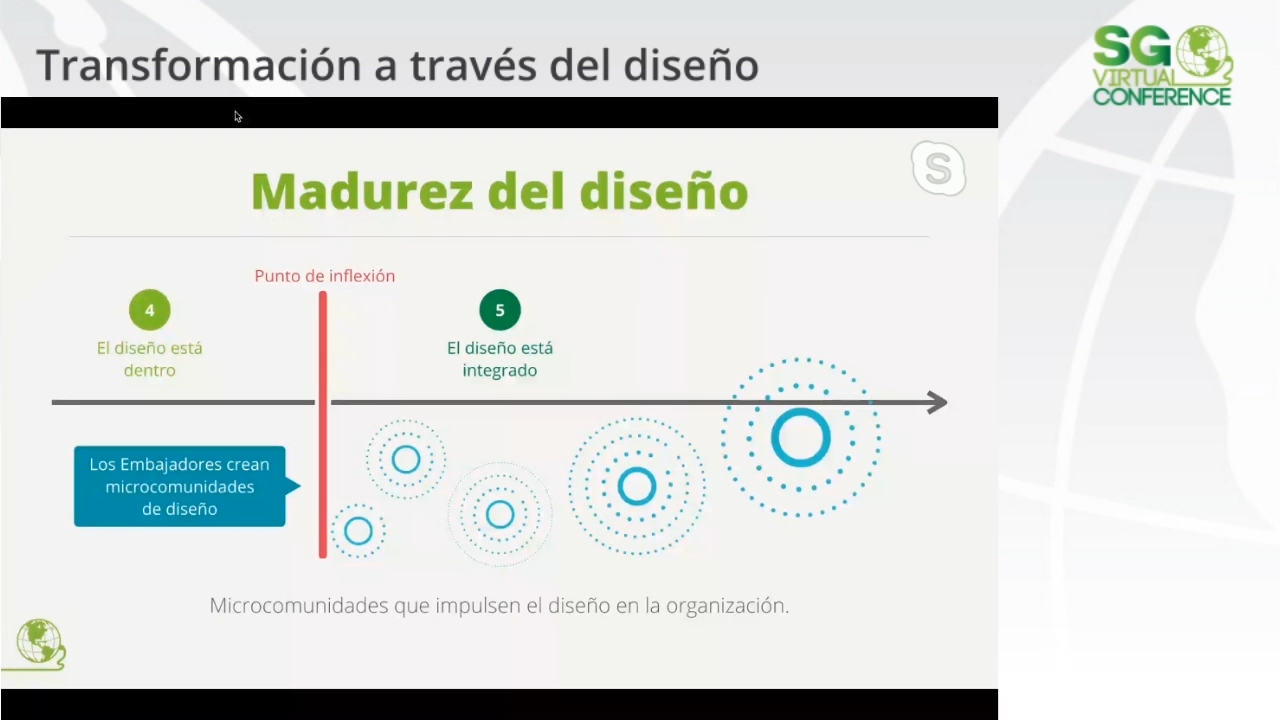 Transformación a través del diseño
SG
VIRTUAL
CONFERENCE
S
Madurez del diseño
Punto de inflexión
4
5
El diseño está
dentro
El diseño está
integrado
Los Embajadores crean
microcomunidades
de diseño
Microcomunidades que impulsen el diseño en la organización.